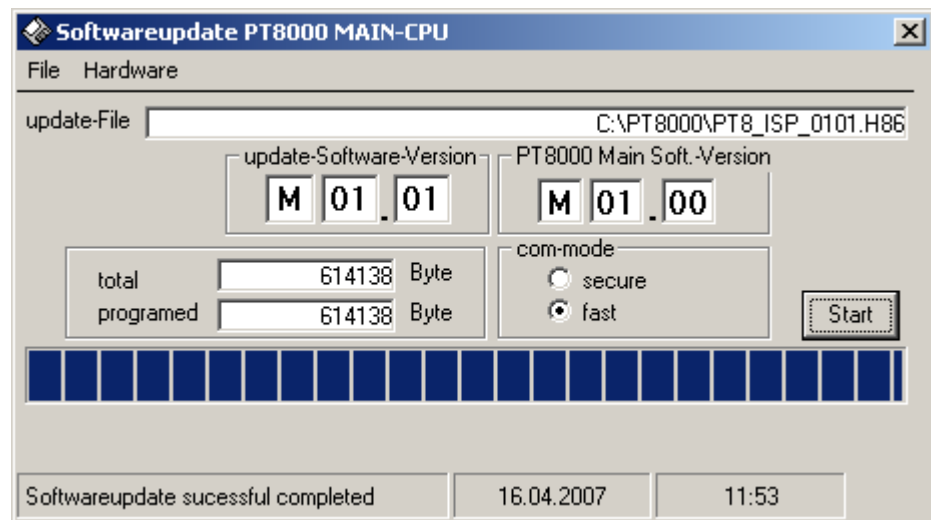 Softwareupdate PT8000 MAIN-CPU
File Hardware
update-File C:\PT8000\PT8_ISP_0101.H86
update-Software-Version PT8000 Main Soft.-Version
M 01 . 01 M 01 . 00
com-mode
total 614138 Byte secure
programed 614138 Byte fast Start
Softwareupdate sucessful completed 16.04.2007 11:53